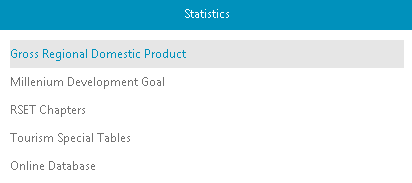 Statistics
Gross Regional Domestic Product
Millenium Development Goal
RSET Chapters
Tourism Special Tables
Online Database